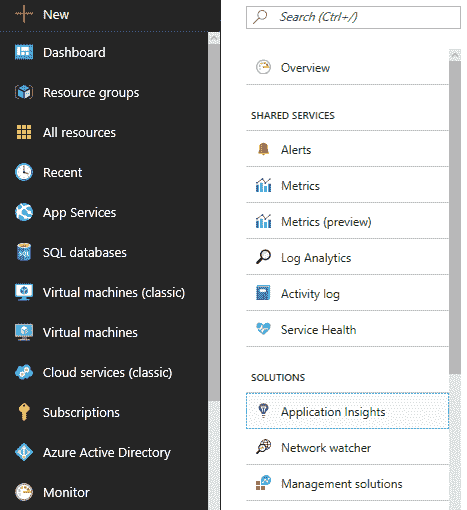 New
Dashboard
Resource groups
All resources
Recent
App Services
SQL databases
Virtual machines (classic)
Virtual machines
Cloud services (classic)
Subscriptions
Azure Active Directory
Monitor
Search (Ctrl+/)
Overview
SHARED SERVICES
Alerts
Metrics
Metrics (preview)
Log Analytics
Activity log
Service Health
SOLUTIONS
Application Insights
Network watcher
Management solutions